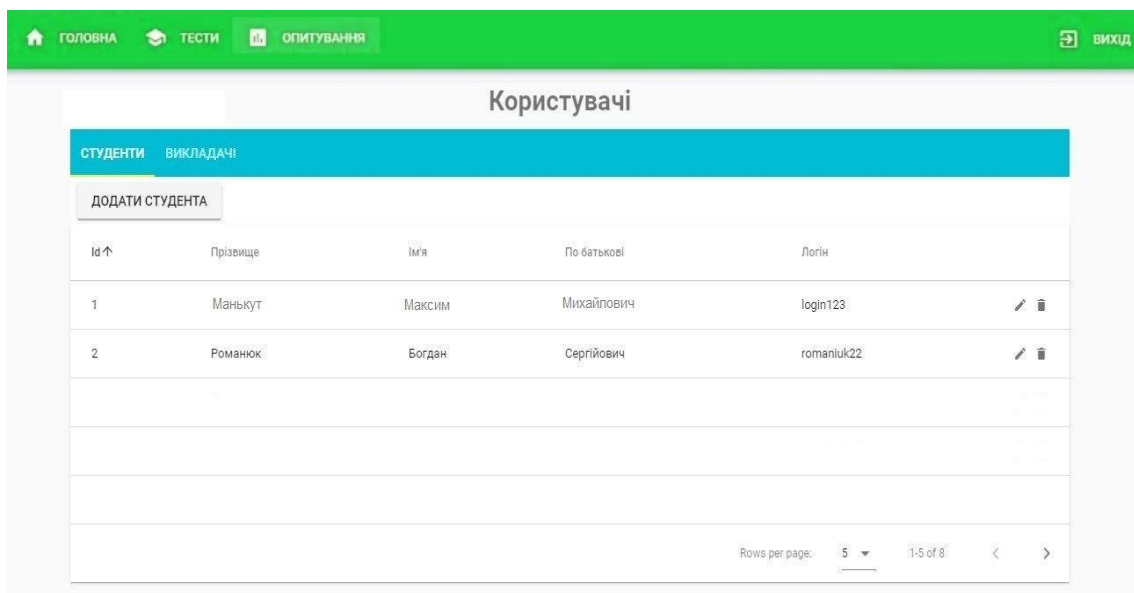 ГОЛОВНА ТЕСТИ ОПИТУВАННЯ ВИХІД
Користувачі
СТУДЕНТИ ВИКЛАДАЧІ
ДОДАТИ СТУДЕНТА
Id Прізвище Ім'я По батькові Логін
1 Манькут Максим Михайлович login123
2 Романюк Богдан Сергійович romaniuk22
Rows per page: 5 1-5 of 8